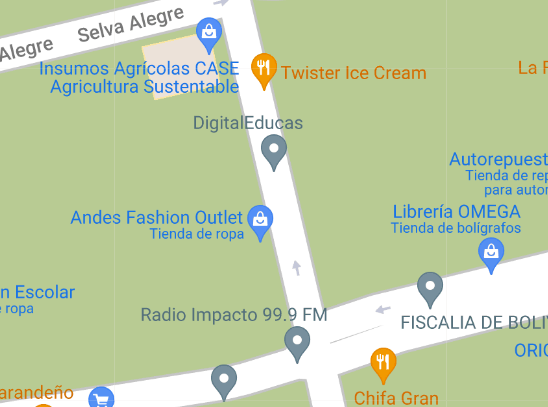 Alegre
Selva Alegre
Insumos Agrícolas CASE
Agricultura Sustentable
Twister Ice Cream
La F
DigitalEducas
Autorepuest
Tienda de rep
para autor
Andes Fashion Outlet
Tienda de ropa
Librería OMEGA
Tienda de bolígrafos
n Escolar
e ropa
Radio Impacto 99.9 FM
FISCALIA DE BOLIV
ORIG
arandeño
Chifa Gran